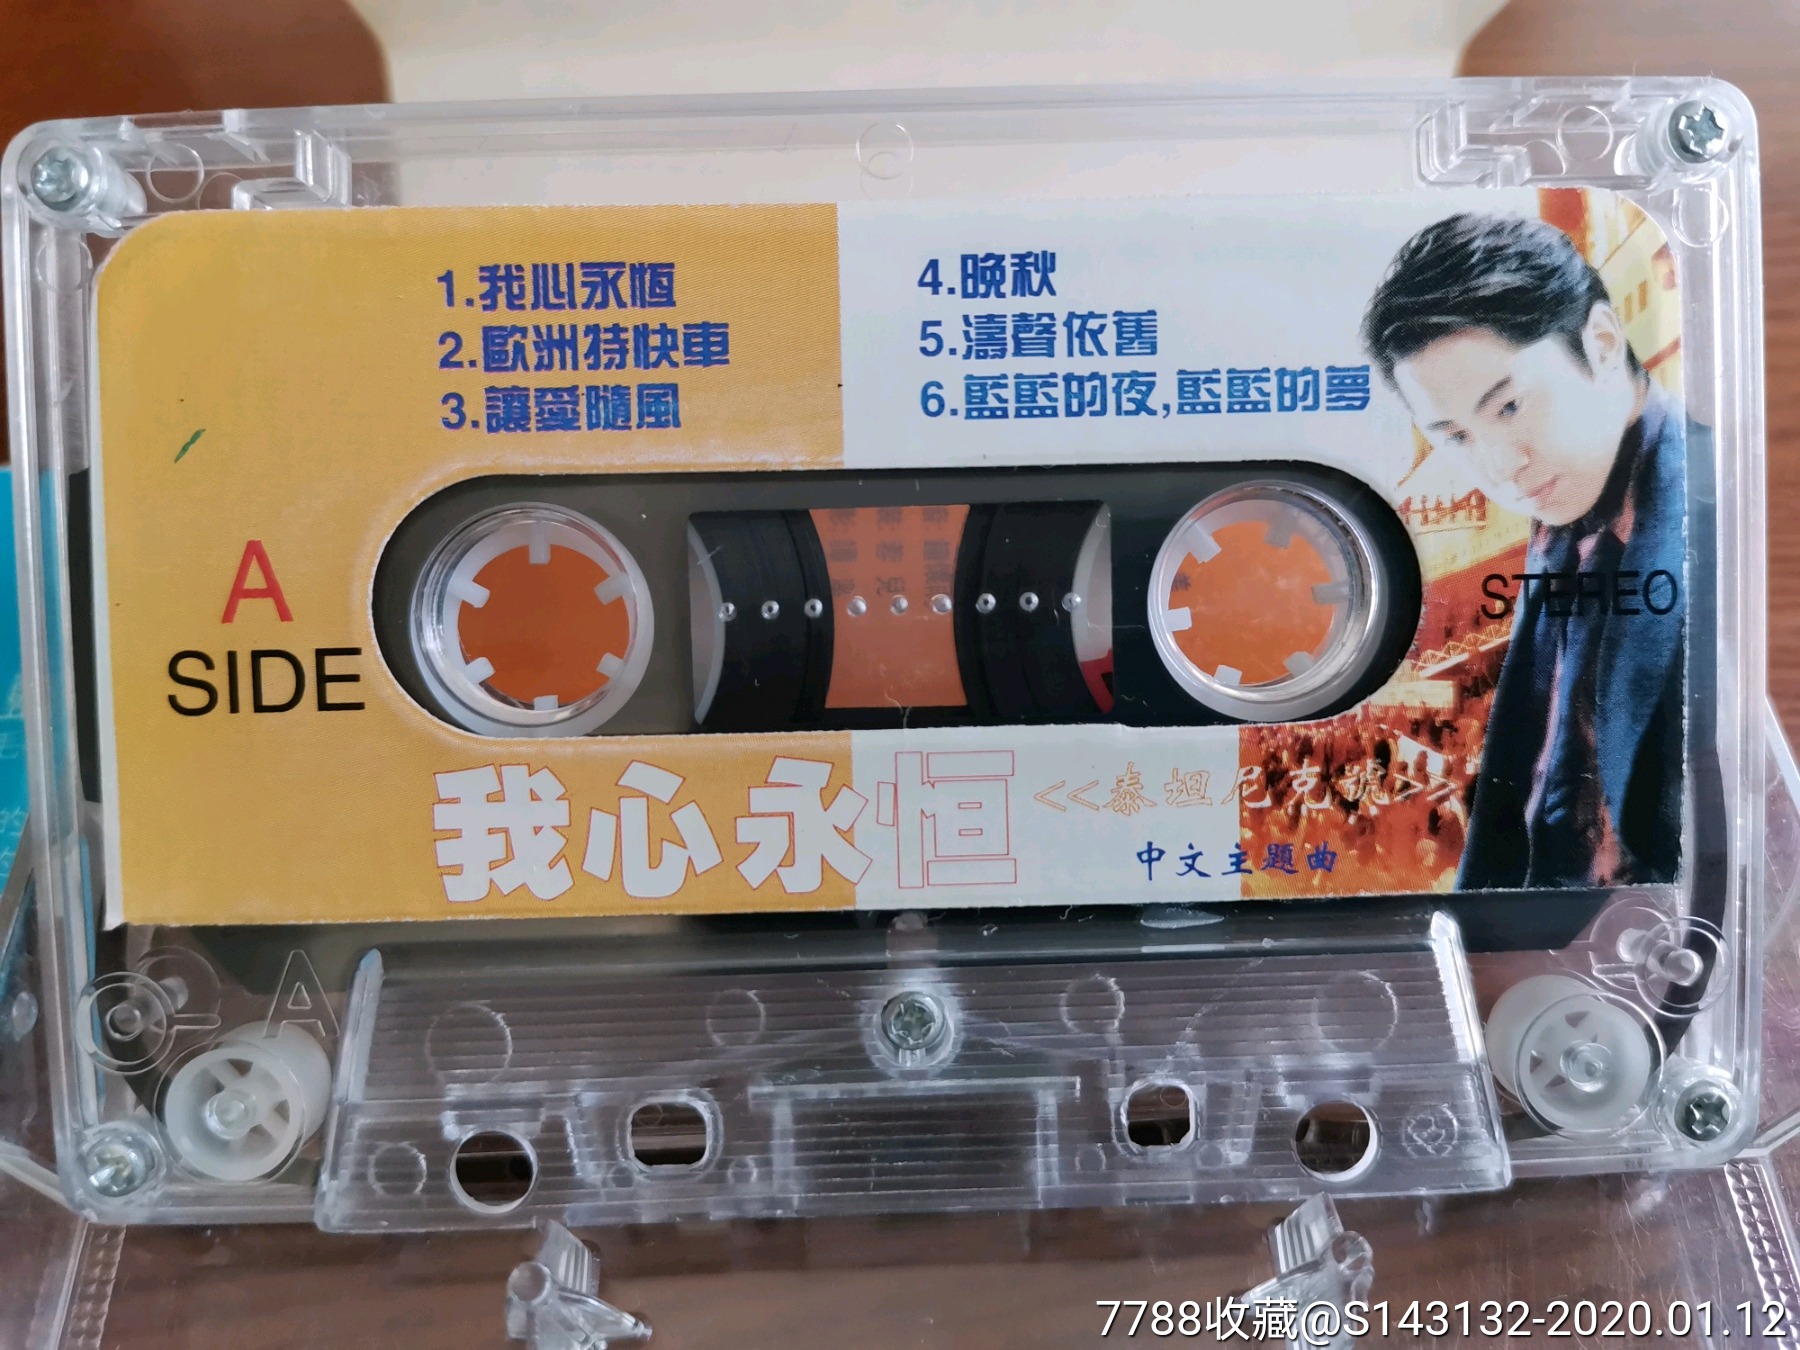 1.我心永恆
2.歐洲特快車
3.讓愛隨風
4.晚秋
5.濤聲依舊
6.藍藍的夜,藍藍的夢
A
SIDE
STEREO
我心永恒
<<泰坦尼克號>>
中文主題曲
A
7788收藏@S143132-2020.01.12